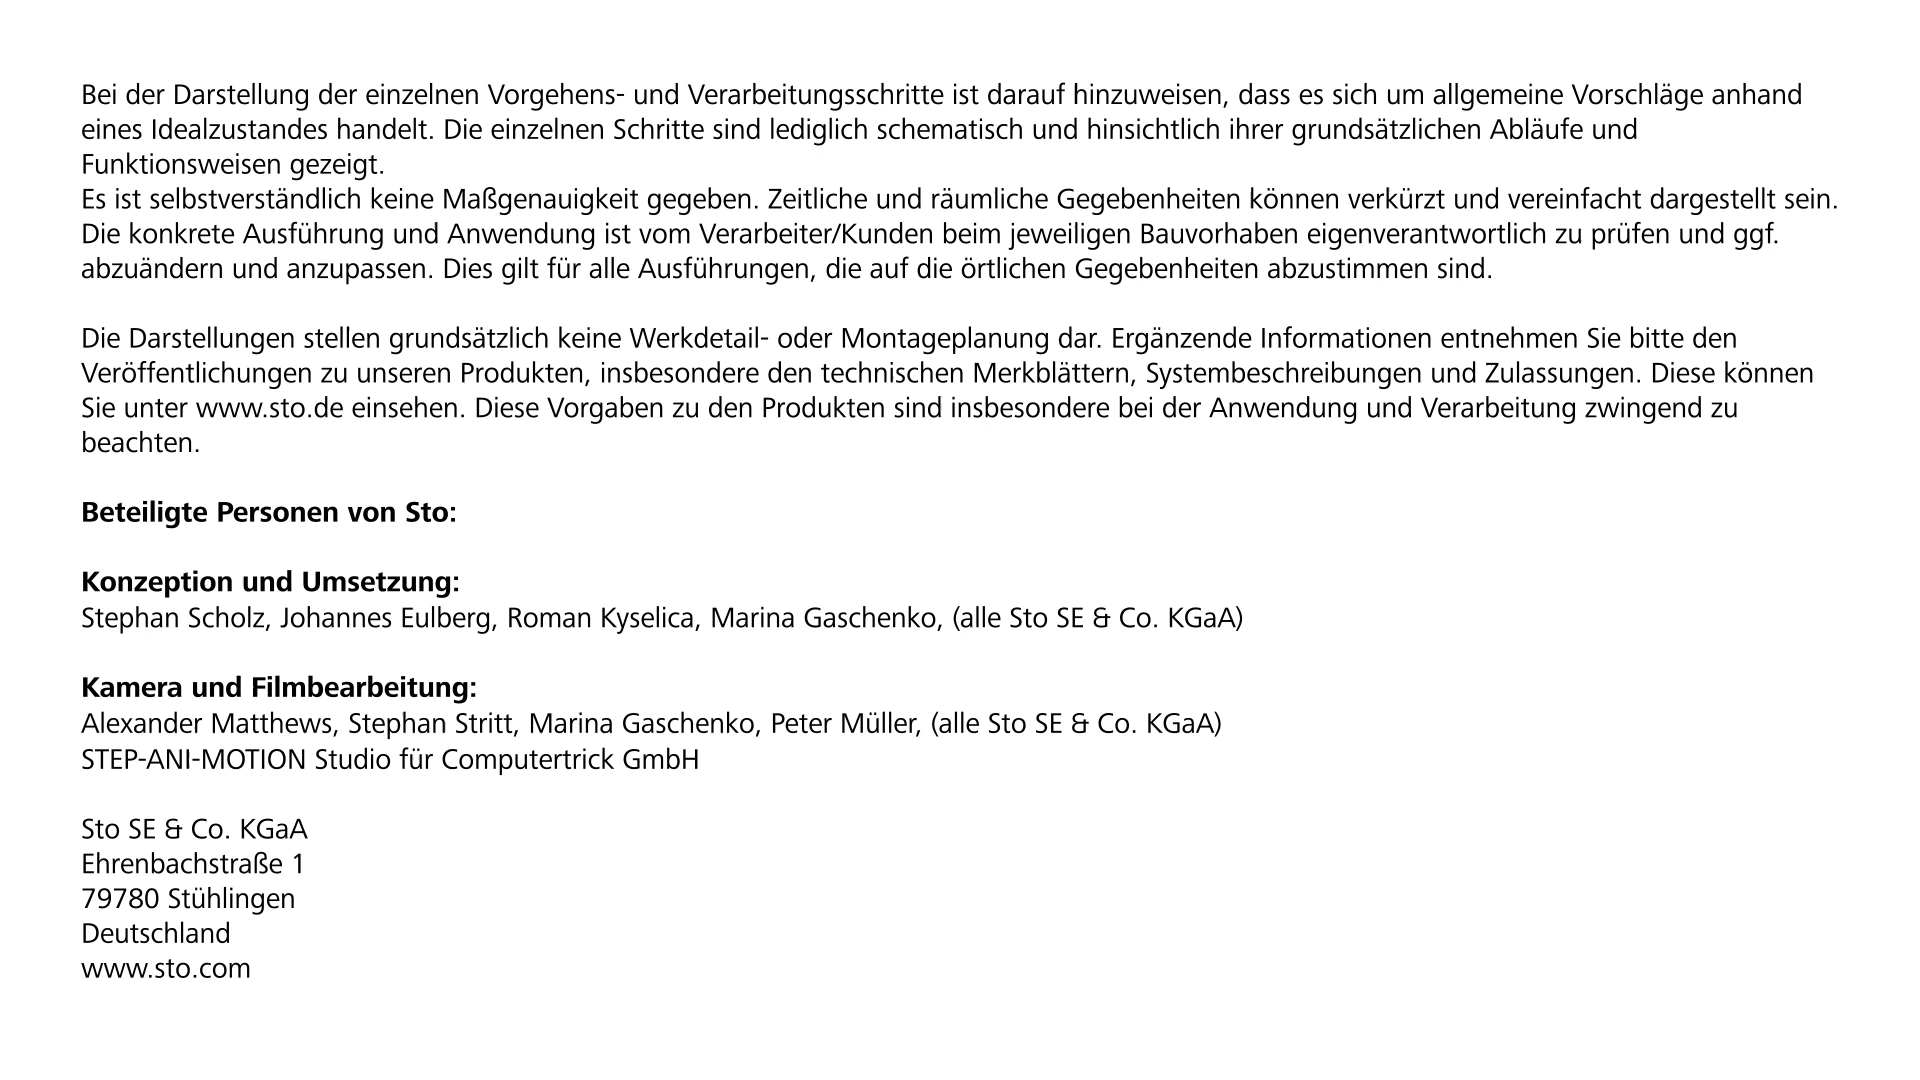 Bei der Darstellung der einzelnen Vorgehens- und Verarbeitungsschritte ist darauf hinzuweisen, dass es sich um allgemeine Vorschläge anhand
eines Idealzustandes handelt. Die einzelnen Schritte sind lediglich schematisch und hinsichtlich ihrer grundsätzlichen Abläufe und
Funktionsweisen gezeigt.
Es ist selbstverständlich keine Maßgenauigkeit gegeben. Zeitliche und räumliche Gegebenheiten können verkürzt und vereinfacht dargestellt sein.
Die konkrete Ausführung und Anwendung ist vom Verarbeiter/Kunden beim jeweiligen Bauvorhaben eigenverantwortlich zu prüfen und ggf.
abzuändern und anzupassen. Dies gilt für alle Ausführungen, die auf die örtlichen Gegebenheiten abzustimmen sind.
Die Darstellungen stellen grundsätzlich keine Werkdetail- oder Montageplanung dar. Ergänzende Informationen entnehmen Sie bitte den
Veröffentlichungen zu unseren Produkten, insbesondere den technischen Merkblättern, Systembeschreibungen und Zulassungen. Diese können
Sie unter www.sto.de einsehen. Diese Vorgaben zu den Produkten sind insbesondere bei der Anwendung und Verarbeitung zwingend zu
beachten.
Beteiligte Personen von Sto:
Konzeption und Umsetzung:
Stephan Scholz, Johannes Eulberg, Roman Kyselica, Marina Gaschenko, (alle Sto SE & Co. KGaA)
Kamera und Filmbearbeitung:
Alexander Matthews, Stephan Stritt, Marina Gaschenko, Peter Müller, (alle Sto SE & Co. KGaA)
STEP-ANI-MOTION Studio für Computertrick GmbH
Sto SE & Co. KGaA
Ehrenbachstraße 1
79780 Stühlingen
Deutschland
www.sto.com